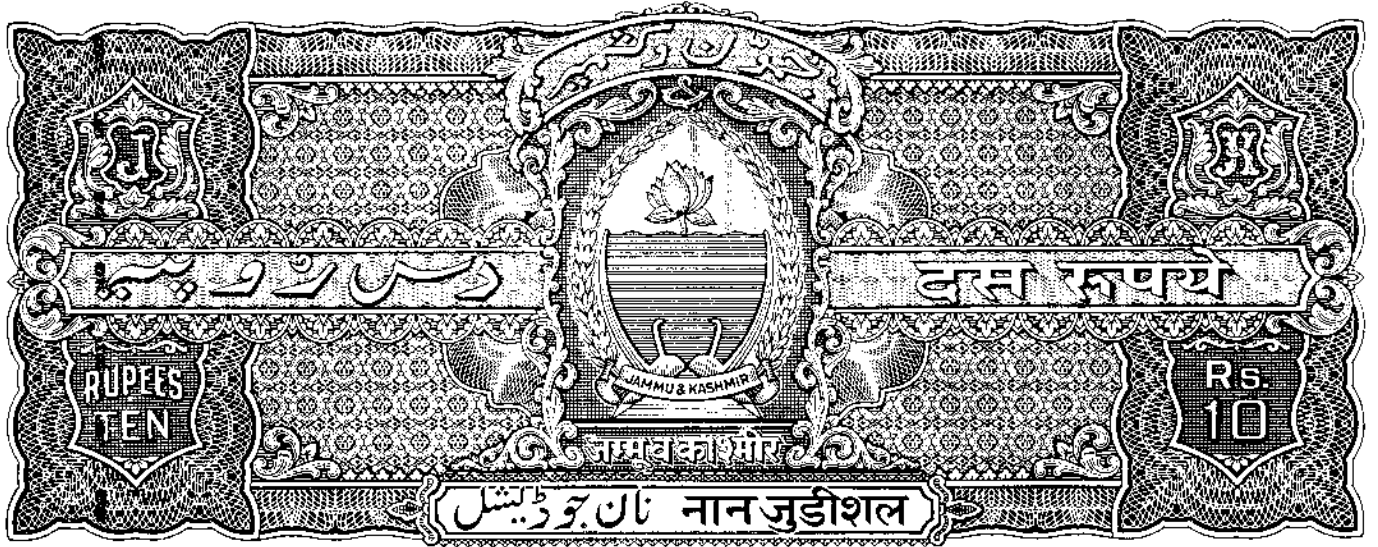 جموں و کشمیر
J K
دس روپیہ
दस रूपये
JAMMU & KASHMIR
RUPEES
TEN
Rs.
10
जम्मू व काश्मीर
نان جوڈیشل नान जुडीशल